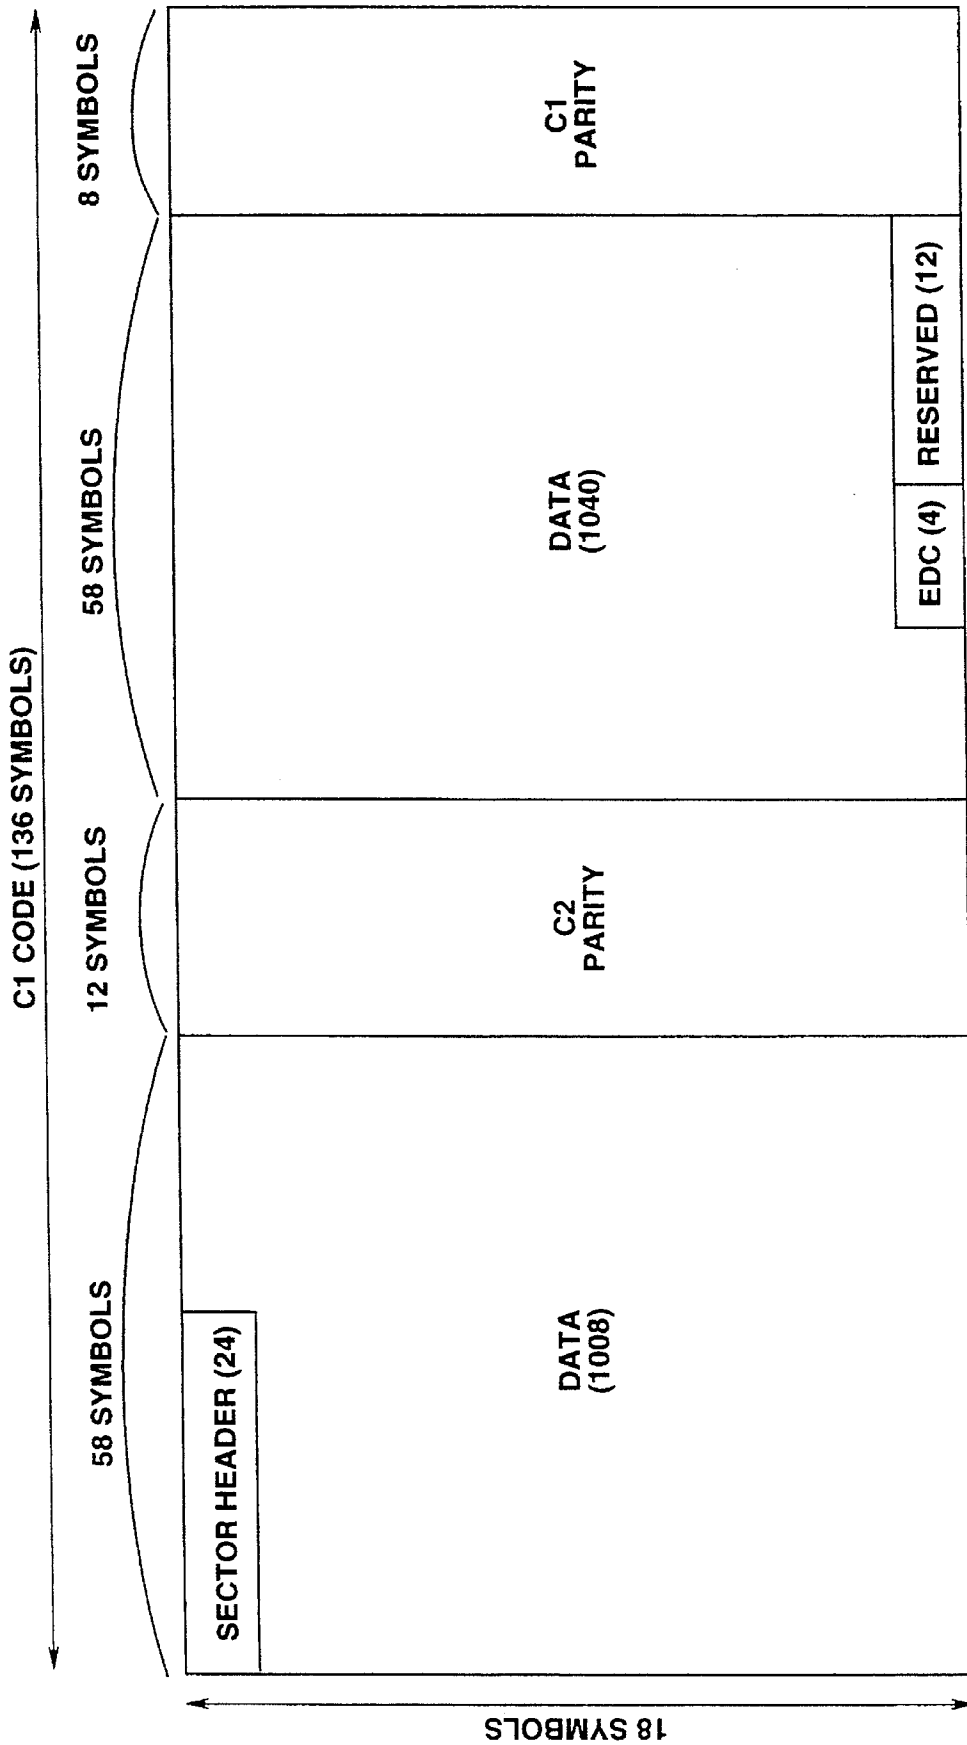 C1 CODE (136 SYMBOLS)
58 SYMBOLS
12 SYMBOLS
58 SYMBOLS
8 SYMBOLS
18 SYMBOLS
SECTOR HEADER (24)
DATA
(1008)
C2
PARITY
DATA
(1040)
C1
PARITY
EDC (4)
RESERVED (12)